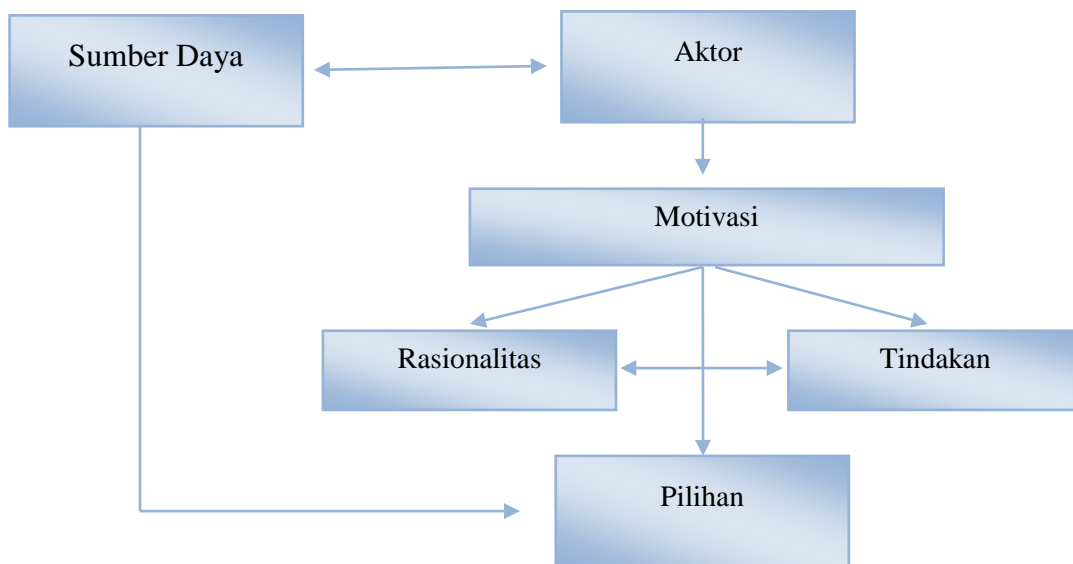 Sumber Daya
Aktor
Motivasi
Rasionalitas
Tindakan
Pilihan